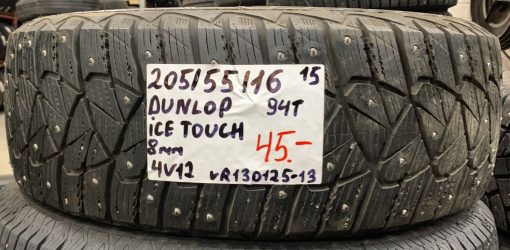 205/55/16 15
DUNLOP 94T
iCE TOUCH
8mm 45.-
4V12 vR130125-13